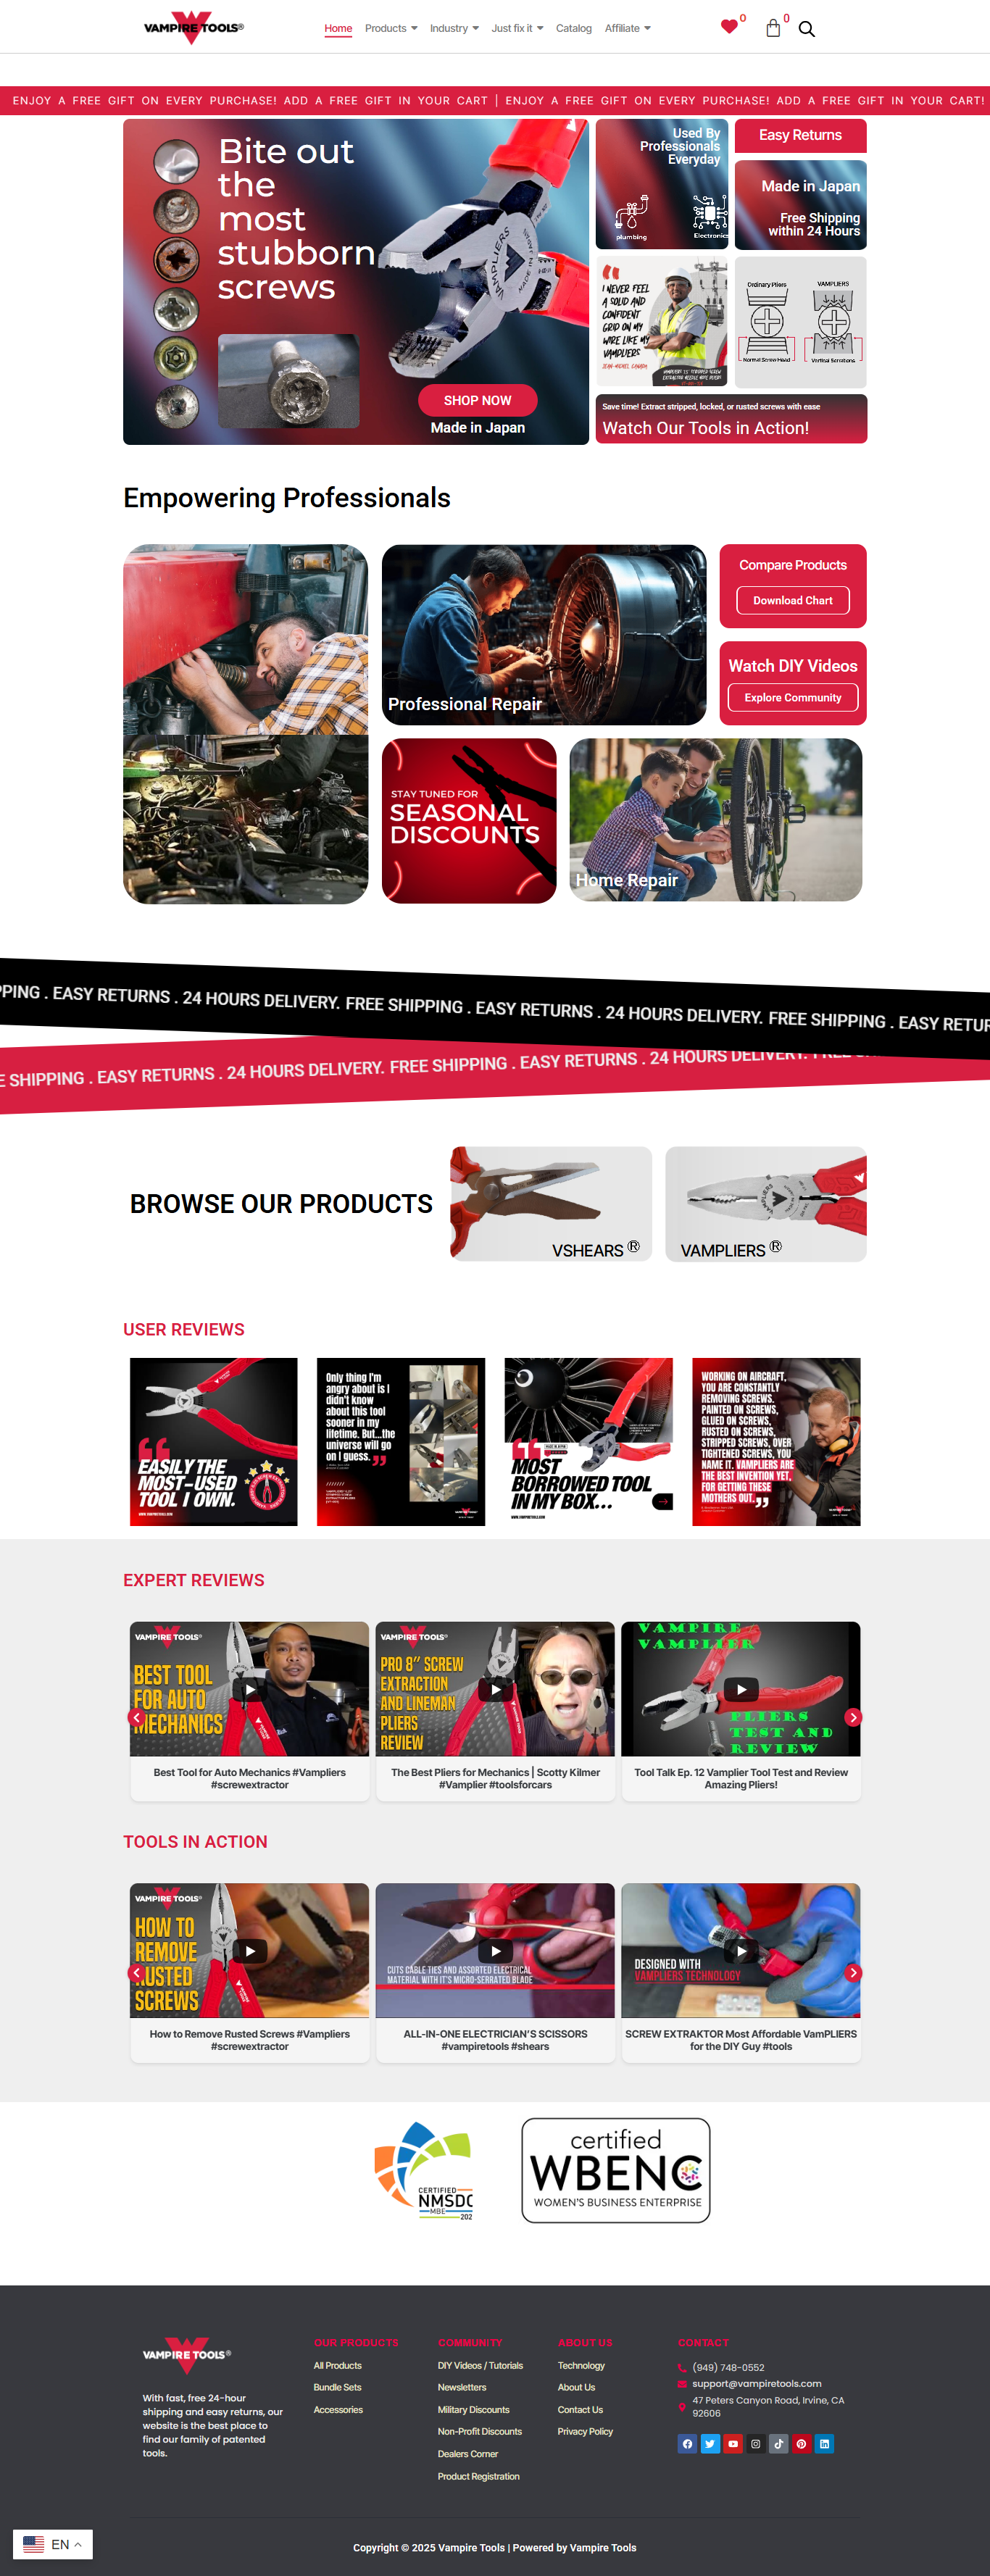 VAMPIRE TOOLS®
Home
Products
Industry
Just fix it
Catalog
Affiliate
0
0
ENJOY A FREE GIFT ON EVERY PURCHASE! ADD A FREE GIFT IN YOUR CART | ENJOY A FREE GIFT ON EVERY PURCHASE! ADD A FREE GIFT IN YOUR CART!
Bite out
the
most
stubborn
screws
VAMPLIERS
MADE IN JAPAN
SHOP NOW
Made in Japan
Used By
Professionals
Everyday
plumbing
Electronics
Easy Returns
Made in Japan
Free Shipping
within 24 Hours
I NEVER FEEL
A SOLID AND
CONFIDENT
GRID ON MY
WIRE LIKE MY
VAMPLIERS
JEAN-MICHEL CANADA
Ordinary Pliers
VAMPLIERS
Normal Screw Head
Vertical Serrations
Save time! Extract stripped, locked, or rusted screws with ease
Watch Our Tools in Action!
Empowering Professionals
Professional Repair
Compare Products
Download Chart
Watch DIY Videos
Explore Community
STAY TUNED FOR
SEASONAL
DISCOUNTS
Home Repair
PPING . EASY RETURNS . 24 HOURS DELIVERY. FREE SHIPPING . EASY RETURNS . 24 HOURS DELIVERY. FREE SHIPPING . EASY RETUR
E SHIPPING . EASY RETURNS . 24 HOURS DELIVERY. FREE SHIPPING . EASY RETURNS . 24 HOURS DELIVERY.
BROWSE OUR PRODUCTS
VSHEARS ®
VAMPLIERS ®
USER REVIEWS
EASILY THE
MOST-USED
TOOL I OWN.
WWW.VAMPIRETOOLS.COM
Only thing I'm
angry about is I
didn't know
about this tool
sooner in my
lifetime. But...the
universe will go
on I guess.
MOST
BORROWED TOOL
IN MY BOX...
WWW.VAMPIRETOOLS.COM
WORKING ON AIRCRAFT,
YOU ARE CONSTANTLY
REMOVING SCREWS.
PAINTED ON SCREWS,
GLUED ON SCREWS,
RUSTED ON SCREWS,
STRIPPED SCREWS, OVER
TIGHTENED SCREWS, YOU
NAME IT. VAMPLIERS ARE
THE BEST INVENTION YET,
FOR GETTING THESE
MOTHERS OUT.
EXPERT REVIEWS
VAMPIRE TOOLS®
BEST TOOL
FOR AUTO
MECHANICS
Best Tool for Auto Mechanics #Vampliers
#screwextractor
VAMPIRE TOOLS®
PRO 8" SCREW
EXTRACTION
AND LINEMAN
PLIERS
REVIEW
The Best Pliers for Mechanics | Scotty Kilmer
#Vamplier #toolsforcars
VAMPIRE
VAMPLIER
PLIERS
TEST AND
REVIEW
Tool Talk Ep. 12 Vamplier Tool Test and Review
Amazing Pliers!
TOOLS IN ACTION
VAMPIRE TOOLS®
HOW TO
REMOVE
RUSTED
SCREWS
How to Remove Rusted Screws #Vampliers
#screwextractor
CUTS CABLE TIES AND ASSORTED ELECTRICAL
MATERIAL WITH IT'S MICRO-SERRATED BLADE
ALL-IN-ONE ELECTRICIAN'S SCISSORS
#vampiretools #shears
DESIGNED WITH
VAMPLIERS TECHNOLOGY
SCREW EXTRAKTOR Most Affordable VamPLIERS
for the DIY Guy #tools
CERTIFIED
NMSDC
MBE
202
certified
WBENC
WOMEN'S BUSINESS ENTERPRISE
VAMPIRE TOOLS®
With fast, free 24-hour
shipping and easy returns, our
website is the best place to
find our family of patented
tools.
OUR PRODUCTS
All Products
Bundle Sets
Accessories
COMMUNITY
DIY Videos / Tutorials
Newsletters
Military Discounts
Non-Profit Discounts
Dealers Corner
Product Registration
ABOUT US
Technology
About Us
Contact Us
Privacy Policy
CONTACT
(949) 748-0552
support@vampiretools.com
47 Peters Canyon Road, Irvine, CA
92606
EN
Copyright © 2025 Vampire Tools | Powered by Vampire Tools